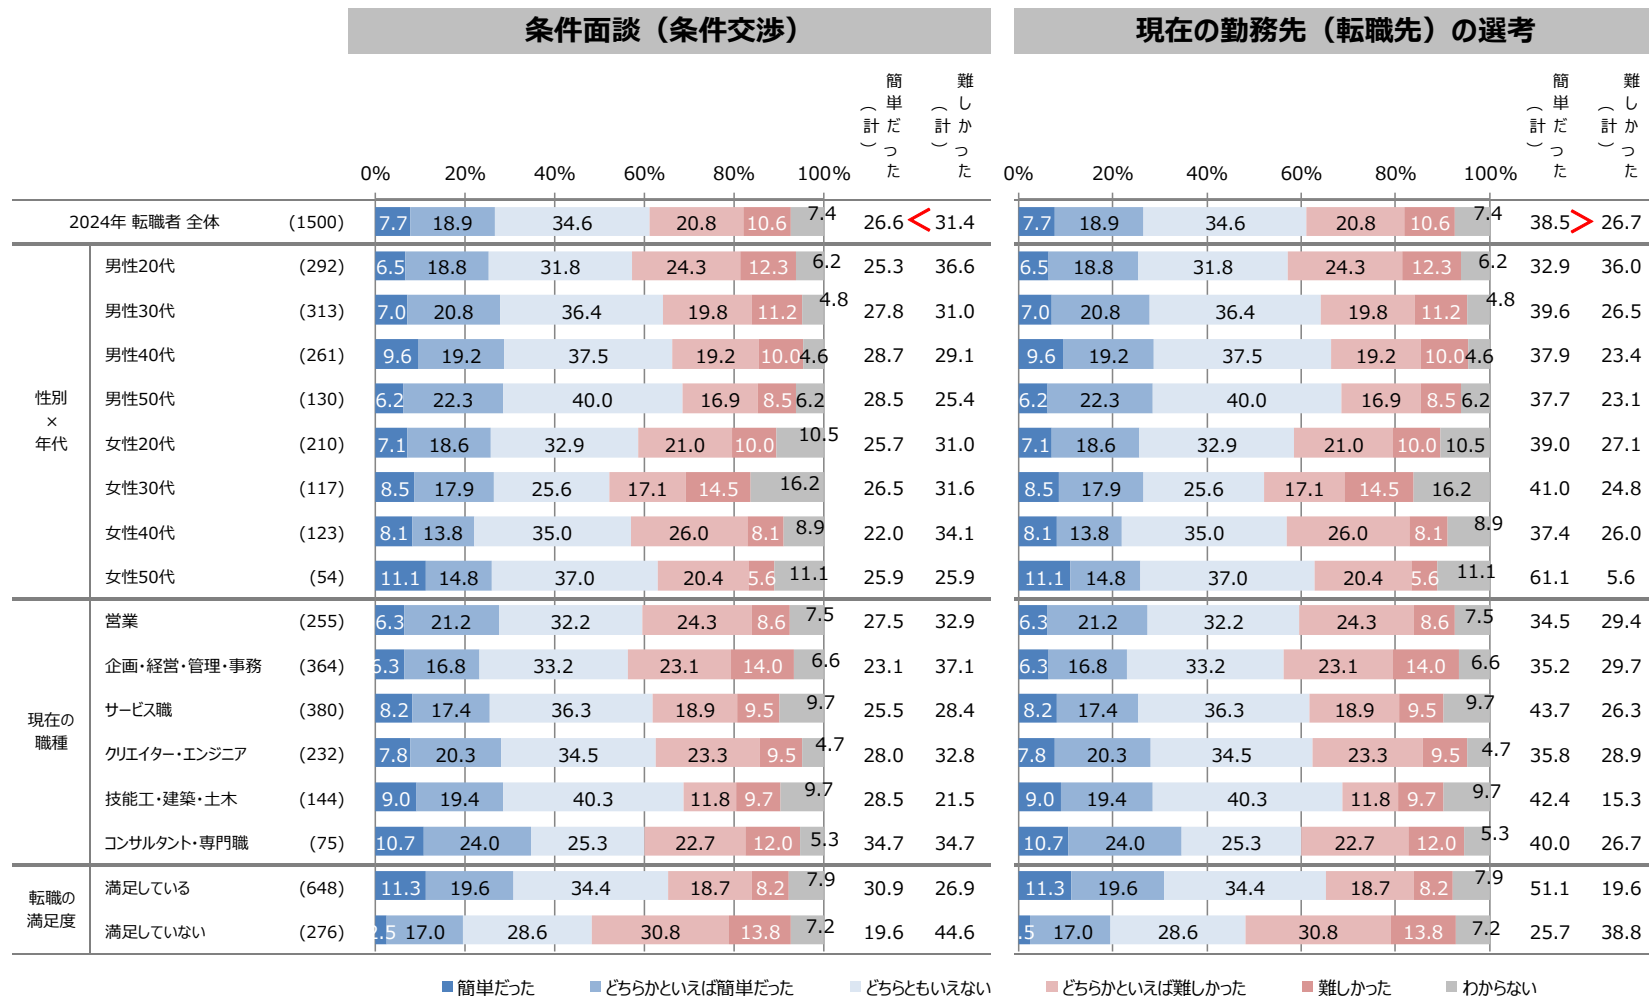 条件面談（条件交渉） 現在の勤務先（転職先）の選考
簡単だった（計） 難しかった（計） 簡単だった（計） 難しかった（計）
0% 20% 40% 60% 80% 100% 0% 20% 40% 60% 80% 100%
2024年 転職者 全体 (1500) 7.7 18.9 34.6 20.8 10.6 7.4 26.6 < 31.4 7.7 18.9 34.6 20.8 10.6 7.4 38.5 > 26.7
性別×年代
男性20代 (292) 6.5 18.8 31.8 24.3 12.3 6.2 25.3 36.6 6.5 18.8 31.8 24.3 12.3 6.2 32.9 36.0
男性30代 (313) 7.0 20.8 36.4 19.8 11.2 4.8 27.8 31.0 7.0 20.8 36.4 19.8 11.2 4.8 39.6 26.5
男性40代 (261) 9.6 19.2 37.5 19.2 10.0 4.6 28.7 29.1 9.6 19.2 37.5 19.2 10.0 4.6 37.9 23.4
男性50代 (130) 6.2 22.3 40.0 16.9 8.5 6.2 28.5 25.4 6.2 22.3 40.0 16.9 8.5 6.2 37.7 23.1
女性20代 (210) 7.1 18.6 32.9 21.0 10.0 10.5 25.7 31.0 7.1 18.6 32.9 21.0 10.0 10.5 39.0 27.1
女性30代 (117) 8.5 17.9 25.6 17.1 14.5 16.2 26.5 31.6 8.5 17.9 25.6 17.1 14.5 16.2 41.0 24.8
女性40代 (123) 8.1 13.8 35.0 26.0 8.1 8.9 22.0 34.1 8.1 13.8 35.0 26.0 8.1 8.9 37.4 26.0
女性50代 (54) 11.1 14.8 37.0 20.4 5.6 11.1 25.9 25.9 11.1 14.8 37.0 20.4 5.6 11.1 61.1 5.6
現在の職種
営業 (255) 6.3 21.2 32.2 24.3 8.6 7.5 27.5 32.9 6.3 21.2 32.2 24.3 8.6 7.5 34.5 29.4
企画・経営・管理・事務 (364) 6.3 16.8 33.2 23.1 14.0 6.6 23.1 37.1 6.3 16.8 33.2 23.1 14.0 6.6 35.2 29.7
サービス職 (380) 8.2 17.4 36.3 18.9 9.5 9.7 25.5 28.4 8.2 17.4 36.3 18.9 9.5 9.7 43.7 26.3
クリエイター・エンジニア (232) 7.8 20.3 34.5 23.3 9.5 4.7 28.0 32.8 7.8 20.3 34.5 23.3 9.5 4.7 35.8 28.9
技能工・建築・土木 (144) 9.0 19.4 40.3 11.8 9.7 9.7 28.5 21.5 9.0 19.4 40.3 11.8 9.7 9.7 42.4 15.3
コンサルタント・専門職 (75) 10.7 24.0 25.3 22.7 12.0 5.3 34.7 34.7 10.7 24.0 25.3 22.7 12.0 5.3 40.0 26.7
転職の満足度
満足している (648) 11.3 19.6 34.4 18.7 8.2 7.9 30.9 26.9 11.3 19.6 34.4 18.7 8.2 7.9 51.1 19.6
満足していない (276) 2.5 17.0 28.6 30.8 13.8 7.2 19.6 44.6 .5 17.0 28.6 30.8 13.8 7.2 25.7 38.8
簡単だった どちらかといえば簡単だった どちらともいえない どちらかといえば難しかった 難しかった わからない